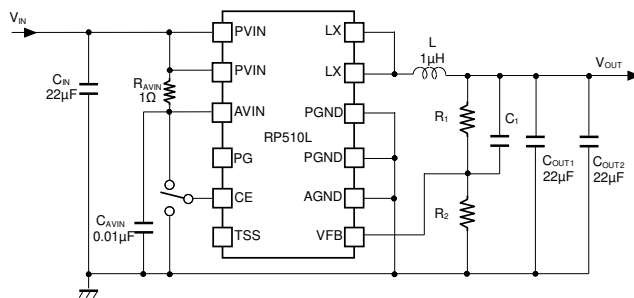 VIN
CIN
22µF
RAVIN
1Ω
CAVIN
0.01µF
PVIN
PVIN
AVIN
PG
CE
TSS
RP510L
LX
LX
PGND
PGND
AGND
VFB
L
1µH
VOUT
R1
C1
R2
COUT1
22µF
COUT2
22µF